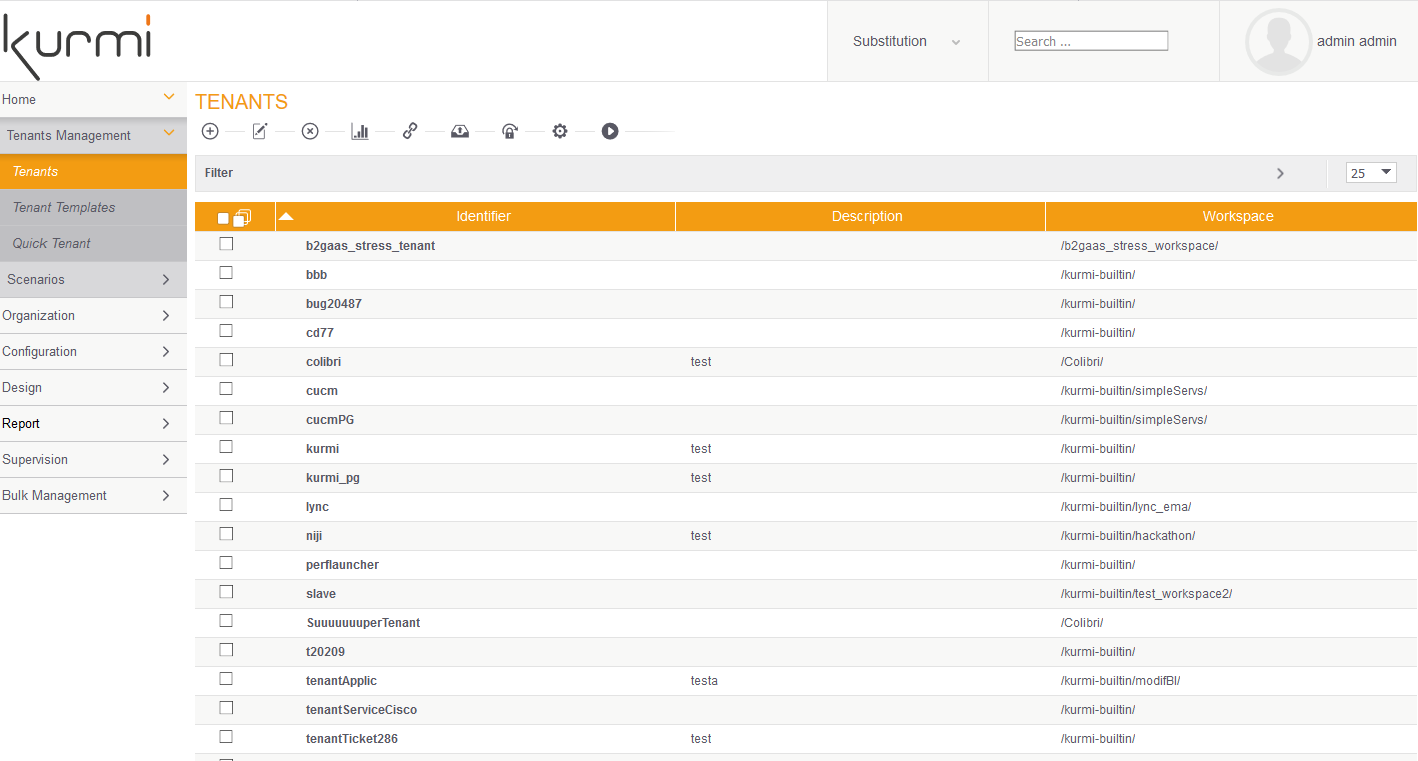 kurmi
Substitution
Search ...
admin admin
Home
Tenants Management
Tenants
Tenant Templates
Quick Tenant
Scenarios
Organization
Configuration
Design
Report
Supervision
Bulk Management
TENANTS
Filter 25
Identifier Description Workspace
b2gaas_stress_tenant /b2gaas_stress_workspace/
bbb /kurmi-builtin/
bug20487 /kurmi-builtin/
cd77 /kurmi-builtin/
colibri test /Colibri/
cucm /kurmi-builtin/simpleServs/
cucmPG /kurmi-builtin/simpleServs/
kurmi test /kurmi-builtin/
kurmi_pg test /kurmi-builtin/
lync /kurmi-builtin/lync_ema/
niji test /kurmi-builtin/hackathon/
perflauncher /kurmi-builtin/
slave /kurmi-builtin/test_workspace2/
SuuuuuuuperTenant /Colibri/
t20209 /kurmi-builtin/
tenantApplic testa /kurmi-builtin/modifBI/
tenantServiceCisco /kurmi-builtin/
tenantTicket286 test /kurmi-builtin/